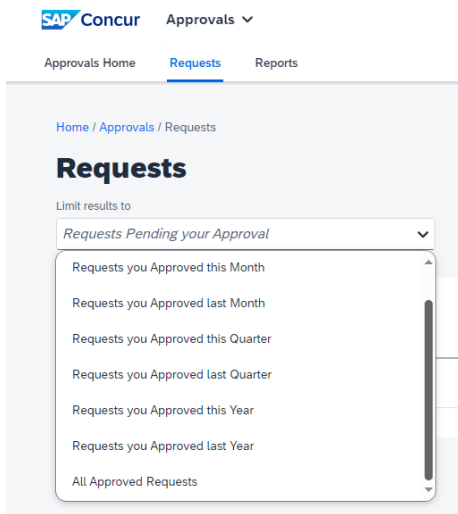 SAP Concur Approvals
Approvals Home Requests Reports
Home / Approvals / Requests
Requests
Limit results to
Requests Pending your Approval
Requests you Approved this Month
Requests you Approved last Month
Requests you Approved this Quarter
Requests you Approved last Quarter
Requests you Approved this Year
Requests you Approved last Year
All Approved Requests